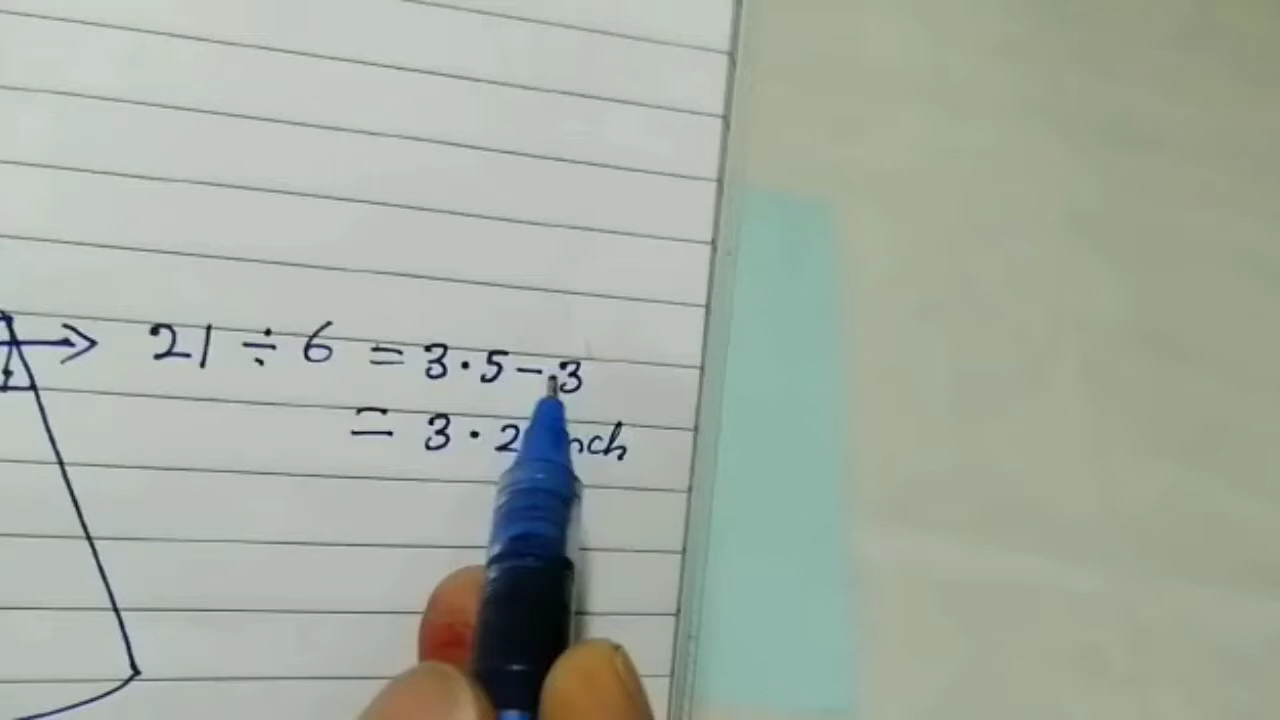 21 ÷ 6 = 3.5 - .3
= 3.2